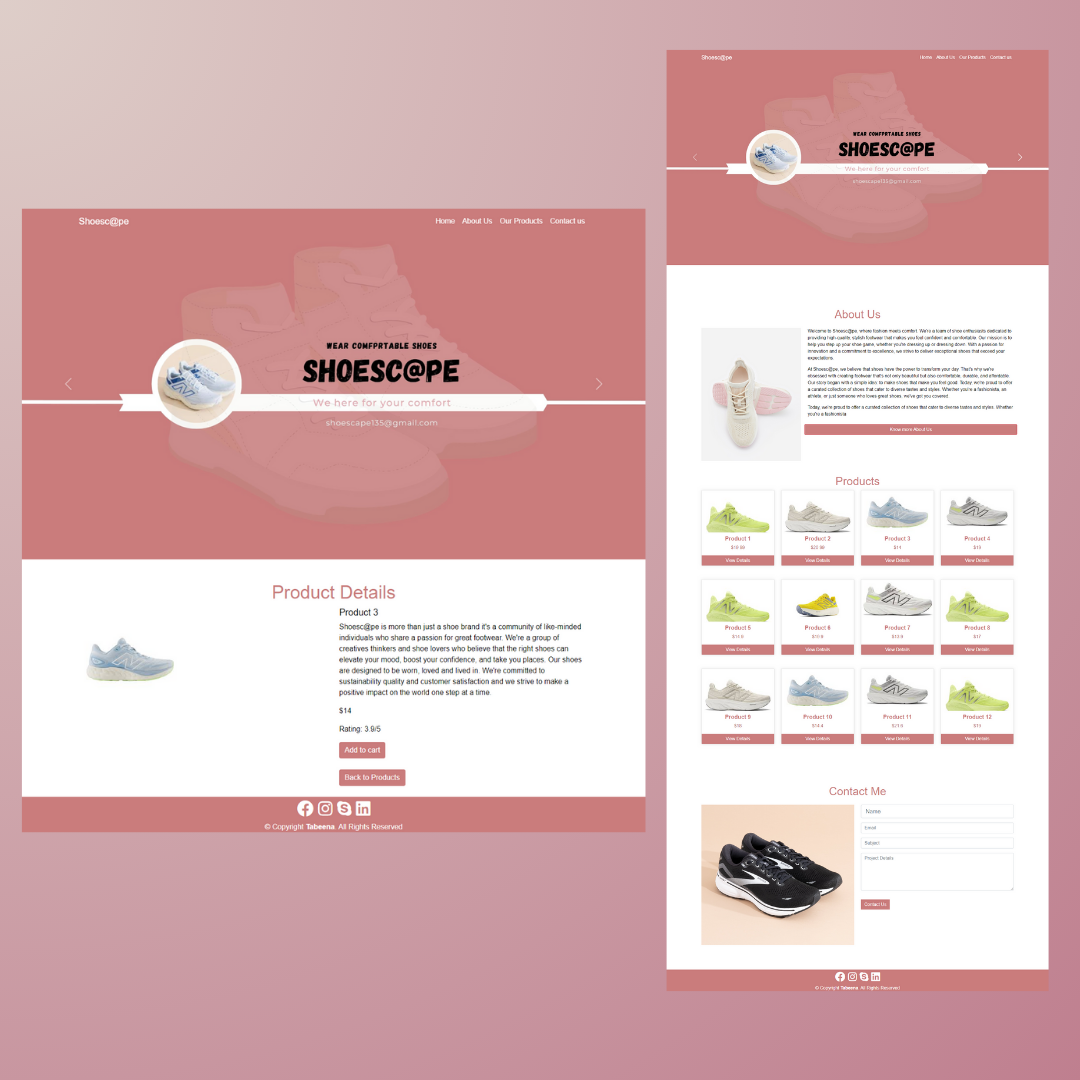 Shoesc@pe
Home About Us Our Products Contact us
WEAR COMFPRTABLE SHOES
SHOESC@PE
We here for your comfort
shoescape135@gmail.com
Product Details
Product 3
Shoesc@pe is more than just a shoe brand it's a community of like-minded
individuals who share a passion for great footwear. We're a group of
creatives thinkers and shoe lovers who believe that the right shoes can
elevate your mood, boost your confidence, and take you places. Our shoes
are designed to be worn, loved and lived in. We're committed to
sustainability quality and customer satisfaction and we strive to make a
positive impact on the world one step at a time.
$14
Rating: 3.9/5
Add to cart
Back to Products
© Copyright Tabeena. All Rights Reserved
Shoesc@pe
Home About Us Our Products Contact us
WEAR COMFPRTABLE SHOES
SHOESC@PE
We here for your comfort
shoescape135@gmail.com
About Us
Welcome to Shoesc@pe, where fashion meets comfort. We're a team of shoe enthusiasts dedicated to
providing high-quality, stylish footwear that makes you feel confident and comfortable. Our mission is to
help you step up your shoe game, whether you're dressing up or dressing down. With a passion for
innovation and a commitment to excellence, we strive to deliver exceptional shoes that exceed your
expectations.
At Shoesc@pe, we believe that shoes have the power to transform your day. That's why we're
obsessed with creating footwear that's not only beautiful but also comfortable, durable, and affordable.
Our story began with a simple idea: to make shoes that make you feel good. Today, we're proud to offer
a curated collection of shoes that cater to diverse tastes and styles. Whether you're a fashionista, an
athlete, or just someone who loves great shoes, we've got you covered.
Today, we're proud to offer a curated collection of shoes that cater to diverse tastes and styles. Whether
you're a fashionista
Know more About Us
Products
Product 1 Product 2 Product 3 Product 4
$14
View Details View Details View Details View Details
Product 5 Product 6 Product 7 Product 8
$17
View Details View Details View Details View Details
Product 9 Product 10 Product 11 Product 12
View Details View Details View Details View Details
Contact Me
Name
Email
Subject
Project Details
Contact Us
© Copyright Tabeena. All Rights Reserved